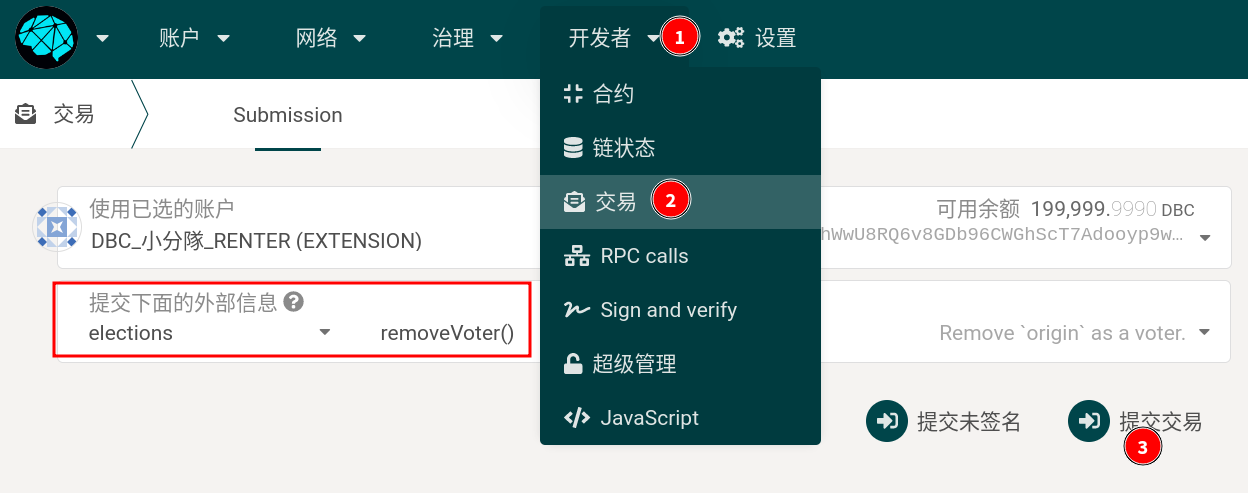 账户
网络
治理
开发者
1
设置
交易
Submission
合约
链状态
交易
2
RPC calls
Sign and verify
超级管理
JavaScript
使用已选的账户
DBC_小分隊_RENTER (EXTENSION)
可用余额 199,999.9990 DBC
hWwU8RQ6v8GDb96CWGhScT7Adooyp9w…
提交下面的外部信息 ?
elections
removeVoter()
Remove `origin` as a voter.
提交未签名
提交交易
3